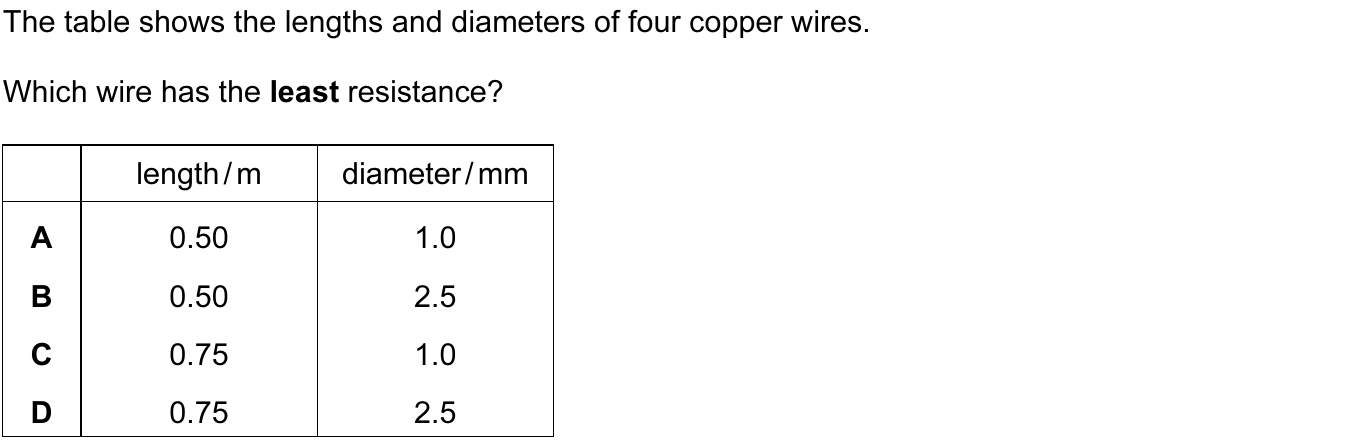 The table shows the lengths and diameters of four copper wires.
Which wire has the least resistance?
length / m diameter / mm
A 0.50 1.0
B 0.50 2.5
C 0.75 1.0
D 0.75 2.5